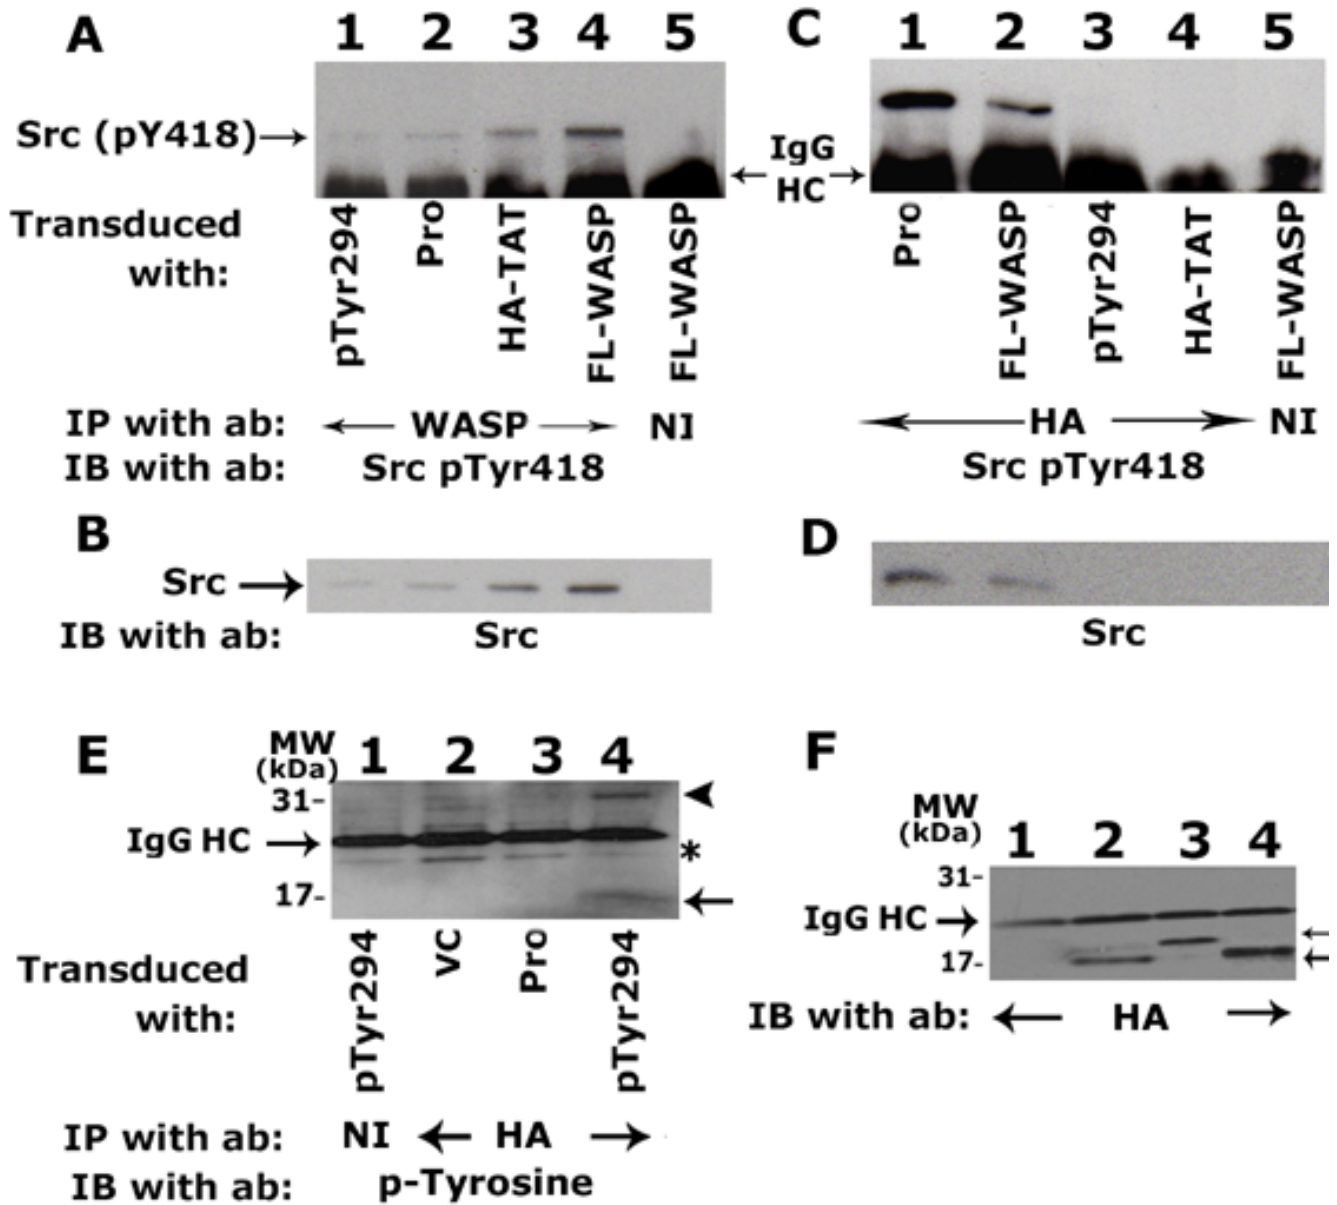 A
1 2 3 4 5
Src (pY418)
Transduced
with:
pTyr294
Pro
HA-TAT
FL-WASP
FL-WASP
IP with ab: WASP NI
IB with ab: Src pTyr418
IgG
HC
C
1 2 3 4 5
Pro
FL-WASP
pTyr294
HA-TAT
FL-WASP
HA NI
Src pTyr418
B
Src
IB with ab: Src
D
Src
E
MW
(kDa)
1 2 3 4
31-
IgG HC
*
17-
Transduced
with:
pTyr294
VC
Pro
pTyr294
IP with ab: NI HA
IB with ab: p-Tyrosine
F
MW
(kDa)
1 2 3 4
31-
IgG HC
17-
IB with ab: HA